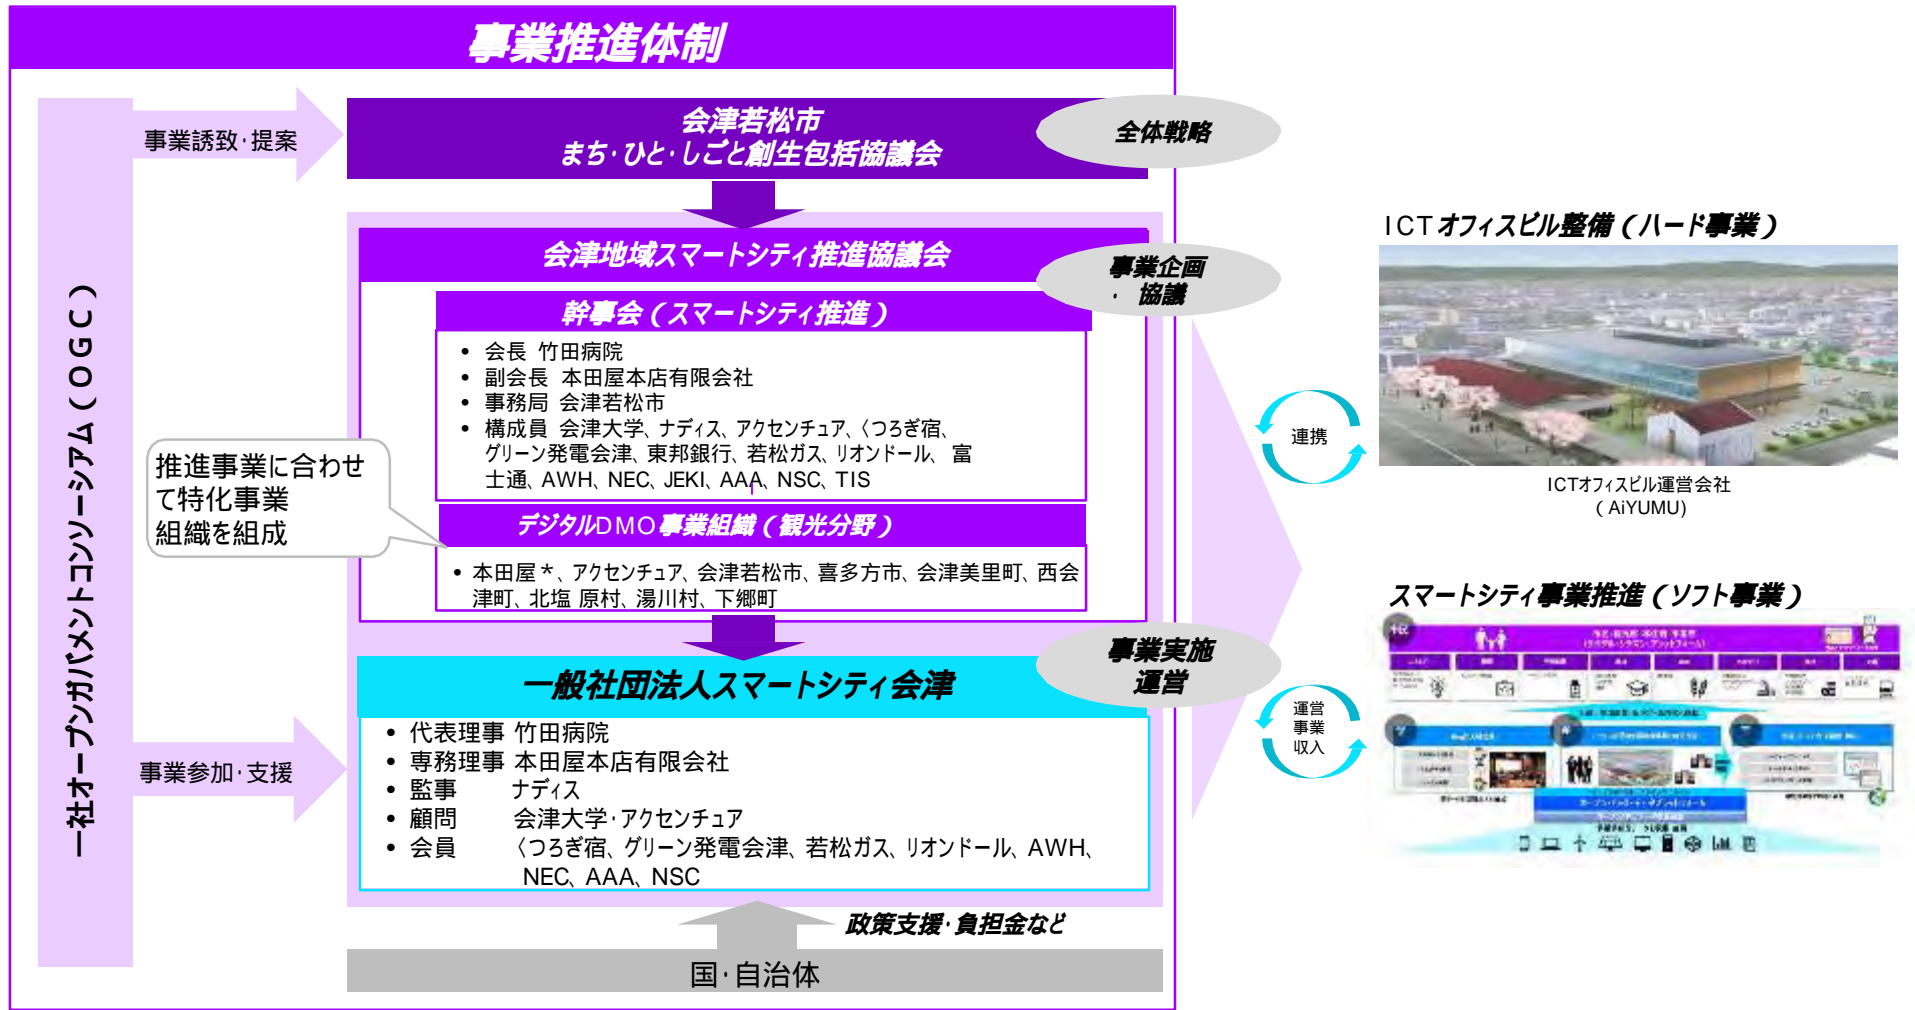 事業推進体制
一社オープンガバメントコンソーシアム(OGC)
事業誘致・提案
会津若松市
まち・ひと・しごと創生包括協議会
全体戦略
会津地域スマートシティ推進協議会
事業企画
・ 協議
幹事会(スマートシティ推進)
• 会長 竹田病院
• 副会長 本田屋本店有限会社
• 事務局 会津若松市
• 構成員 会津大学、ナディス、アクセンチュア、くつろぎ宿、
グリーン発電会津、東邦銀行、若松ガス、リオンドール、富
士通、AWH、NEC、JEKI、AAA、NSC、TIS
推進事業に合わせ
て特化事業
組織を組成
デジタルDMO事業組織(観光分野)
• 本田屋*、アクセンチュア、会津若松市、喜多方市、会津美里町、西会
津町、北塩 原村、湯川村、下郷町
事業実施
運営
一般社団法人スマートシティ会津
• 代表理事 竹田病院
• 専務理事 本田屋本店有限会社
• 監事 ナディス
• 顧問 会津大学・アクセンチュア
• 会員 くつろぎ宿、グリーン発電会津、若松ガス、リオンドール、AWH、
NEC、AAA、NSC
事業参加・支援
政策支援・負担金など
国・自治体
ICTオフィスビル整備(ハード事業)
連携
ICTオフィスビル運営会社
(AiYUMU)
スマートシティ事業推進(ソフト事業)
運営
事業
収入